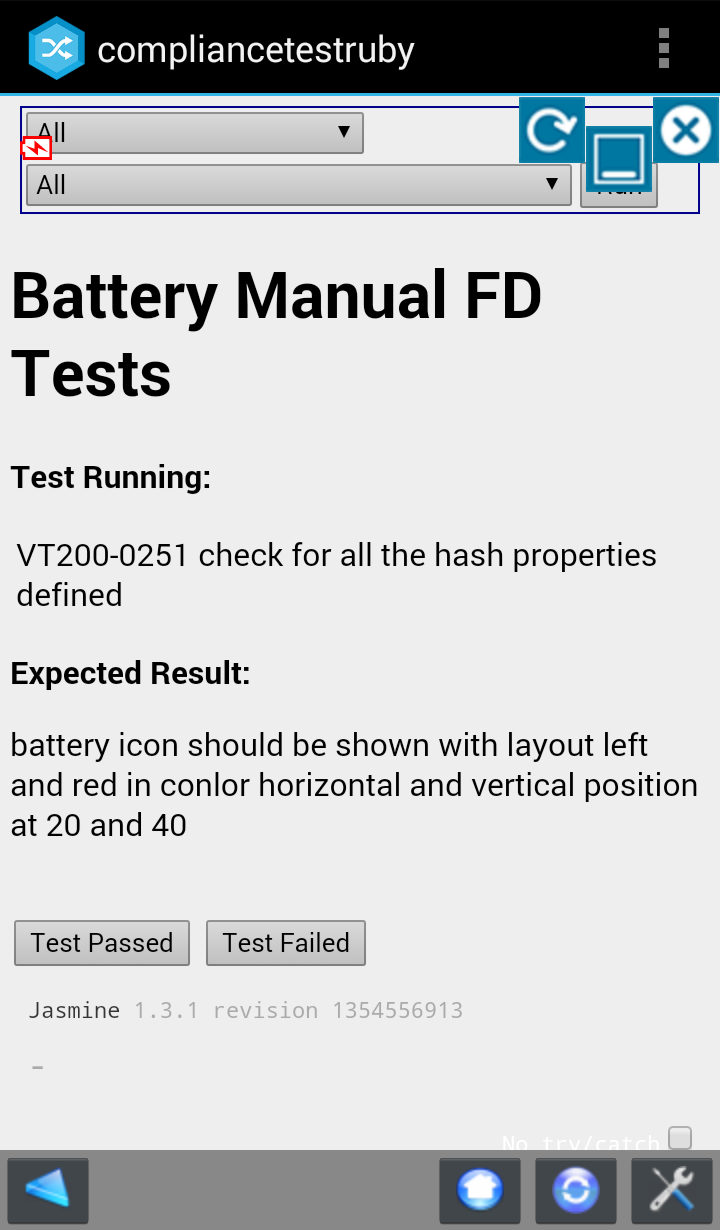 compliancetestruby
All
All
Battery Manual FD
Tests
Test Running:
VT200-0251 check for all the hash properties
defined
Expected Result:
battery icon should be shown with layout left
and red in conlor horizontal and vertical position
at 20 and 40
Test Passed Test Failed
Jasmine 1.3.1 revision 1354556913
-
No try/catch